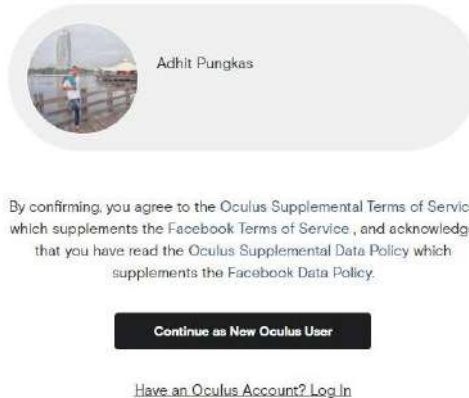 Adhit Pungkas
By confirming, you agree to the Oculus Supplemental Terms of Servic
which supplements the Facebook Terms of Service , and acknowledg
that you have read the Oculus Supplemental Data Policy which
supplements the Facebook Data Policy.
Continue as New Oculus User
Have an Oculus Account? Log In